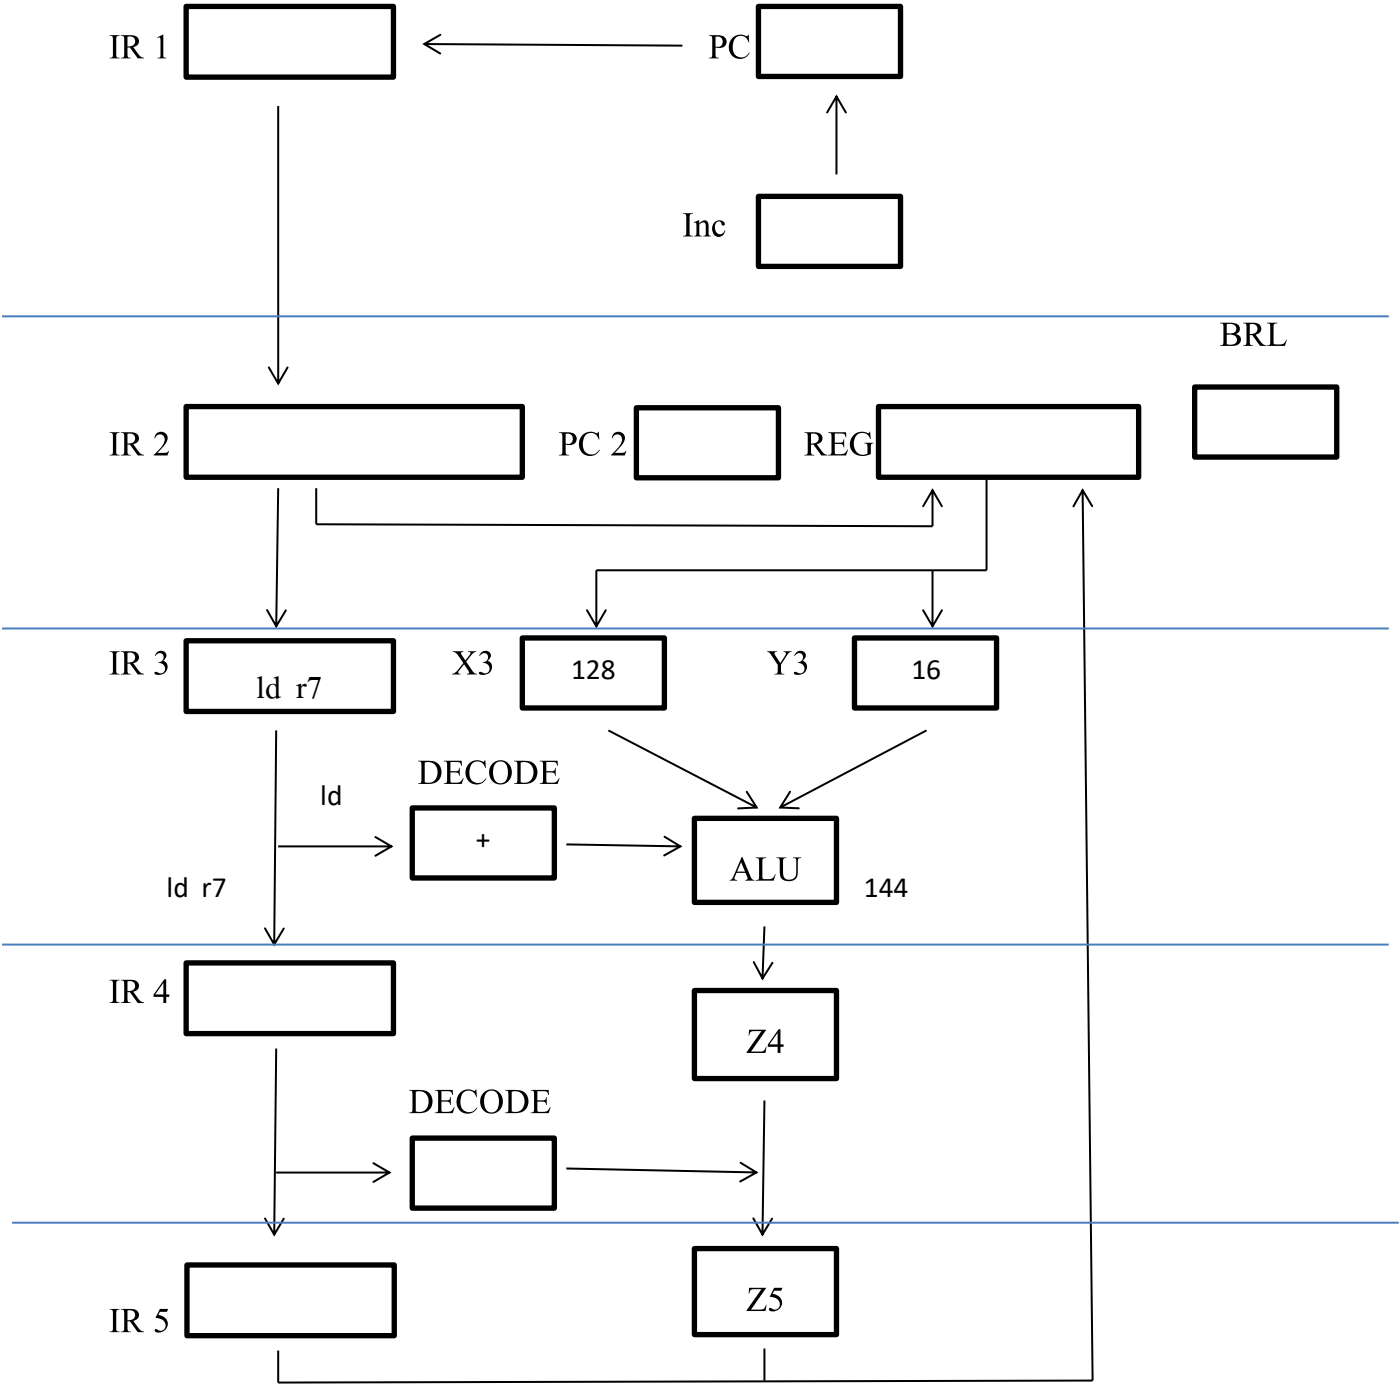 IR 1
PC
Inc
BRL
IR 2
PC 2
REG
IR 3
ld r7
X3
128
Y3
16
DECODE
ld
+
ALU
ld r7
144
IR 4
Z4
DECODE
IR 5
Z5